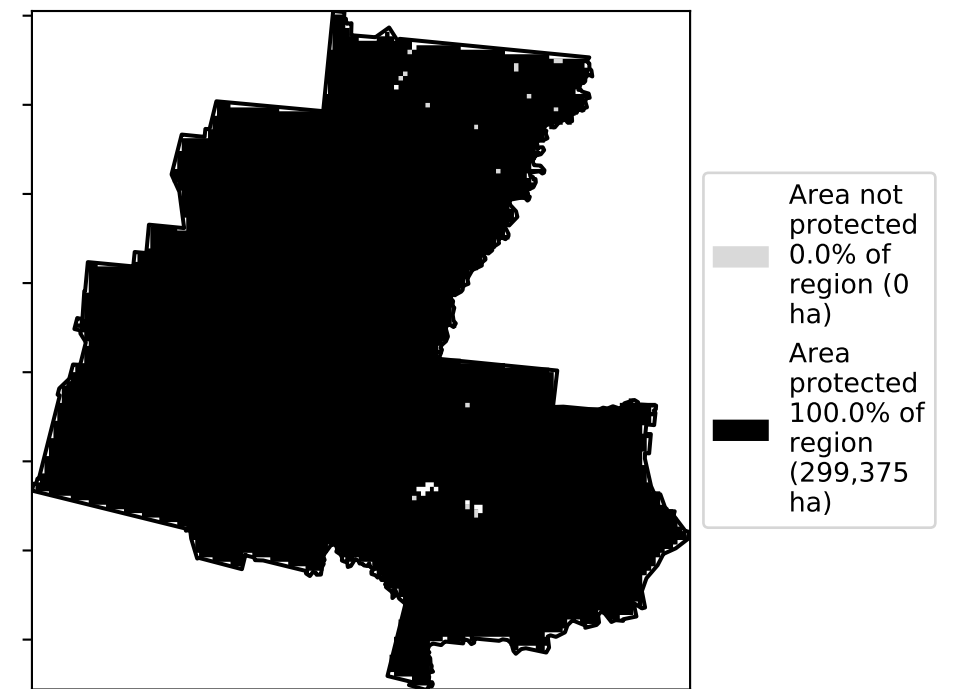 Area not
protected
0.0% of
region (0
ha)
Area
protected
100.0% of
region
(299,375
ha)